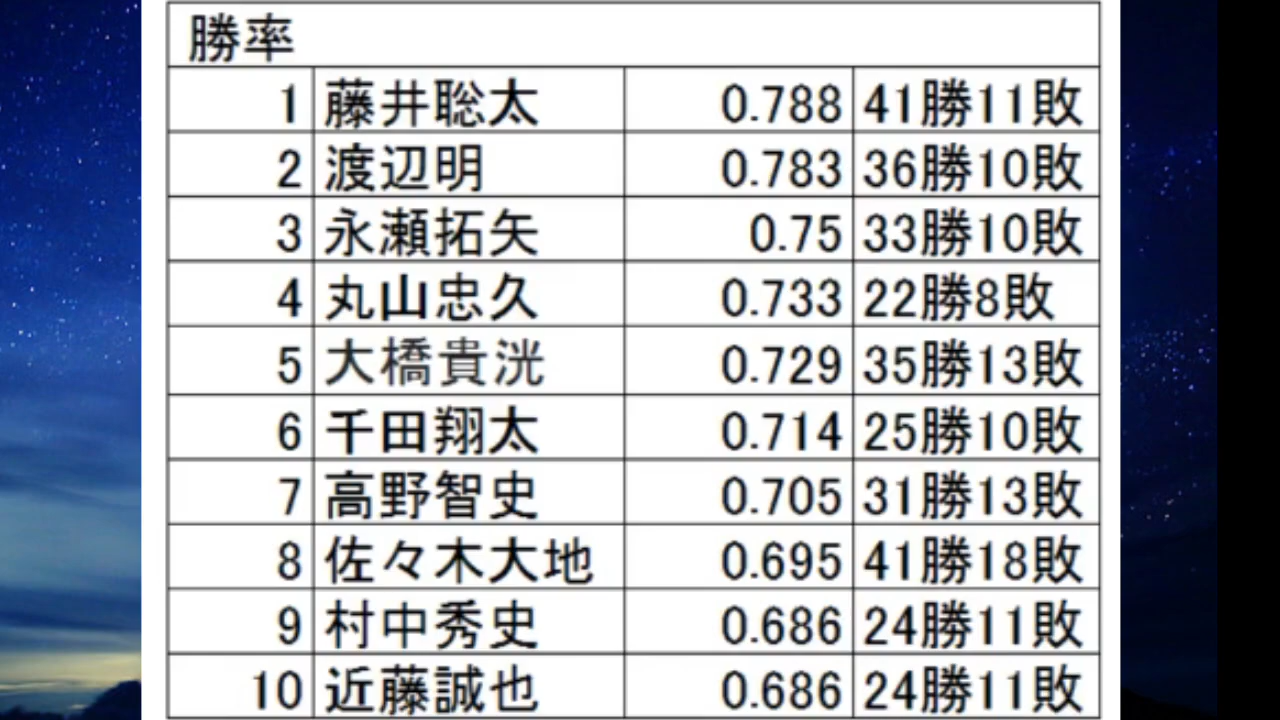 勝率
1 藤井聡太 0.788 41勝11敗
2 渡辺明 0.783 36勝10敗
3 永瀬拓矢 0.75 33勝10敗
4 丸山忠久 0.733 22勝8敗
5 大橋貴洸 0.729 35勝13敗
6 千田翔太 0.714 25勝10敗
7 高野智史 0.705 31勝13敗
8 佐々木大地 0.695 41勝18敗
9 村中秀史 0.686 24勝11敗
10 近藤誠也 0.686 24勝11敗